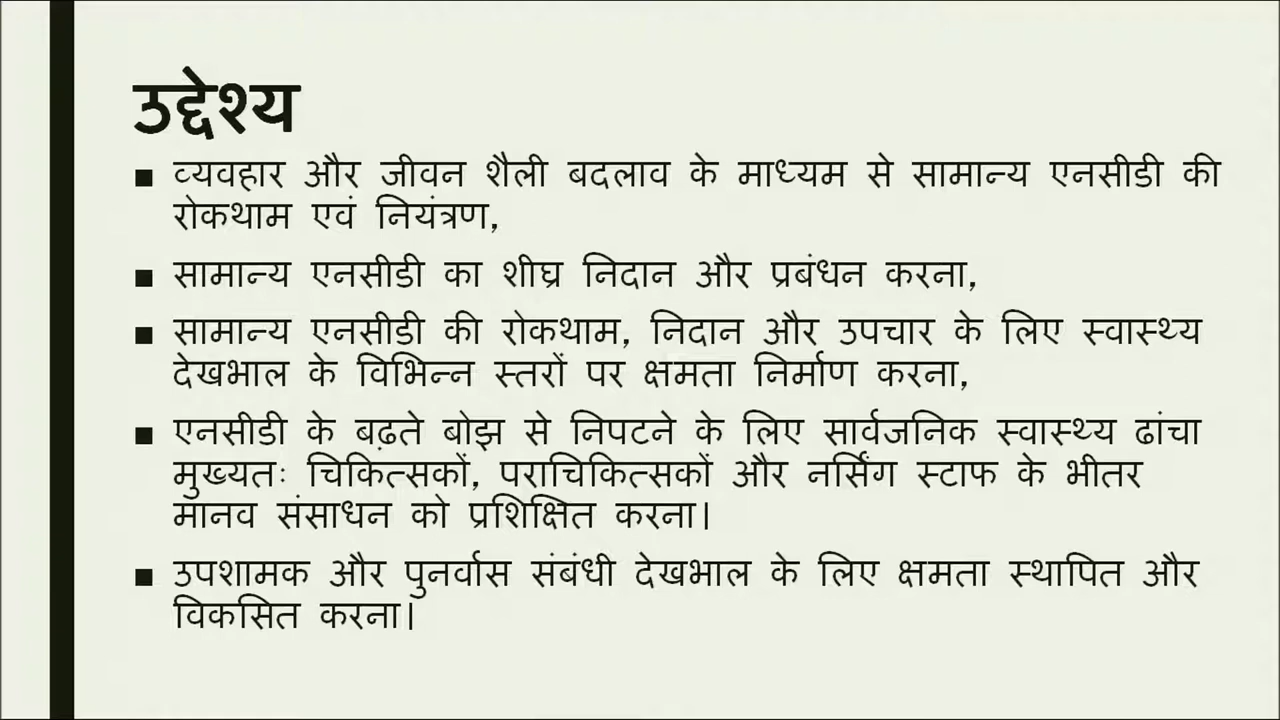 उद्देश्य
▪ व्यवहार और जीवन शैली बदलाव के माध्यम से सामान्य एनसीडी की
रोकथाम एवं नियंत्रण,
▪ सामान्य एनसीडी का शीघ्र निदान और प्रबंधन करना,
▪ सामान्य एनसीडी की रोकथाम, निदान और उपचार के लिए स्वास्थ्य
देखभाल के विभिन्न स्तरों पर क्षमता निर्माण करना,
▪ एनसीडी के बढ़ते बोझ से निपटने के लिए सार्वजनिक स्वास्थ्य ढांचा
मुख्यतः चिकित्सकों, पराचिकित्सकों और नर्सिंग स्टाफ के भीतर
मानव संसाधन को प्रशिक्षित करना।
▪ उपशामक और पुनर्वास संबंधी देखभाल के लिए क्षमता स्थापित और
विकसित करना।